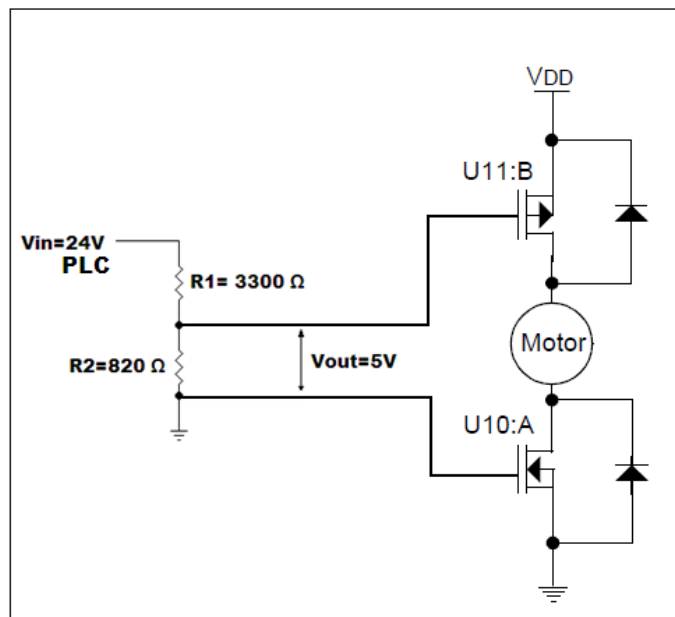 VDD
U11:B
Vin=24V
PLC
R1= 3300 Ω
R2=820 Ω
Vout=5V
Motor
U10:A